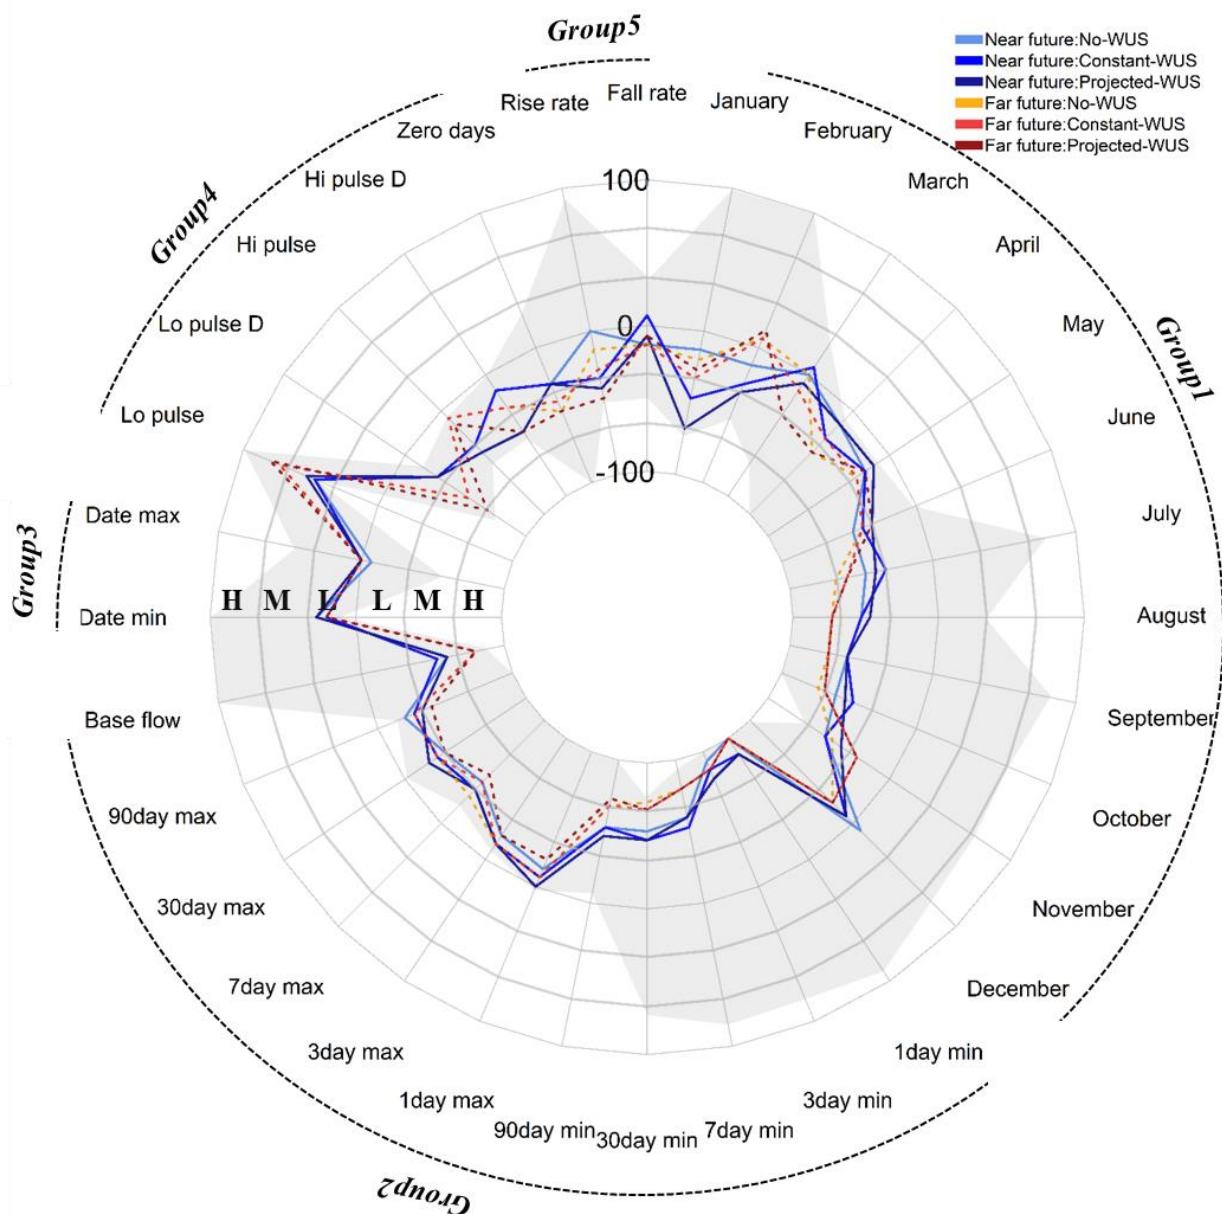 Group5
Near future:No-WUS
Near future:Constant-WUS
Near future:Projected-WUS
Far future:No-WUS
Far future:Constant-WUS
Far future:Projected-WUS
Fall rate
January
February
March
April
May
Group1
June
July
August
September
October
November
December
1day min
3day min
7day min
30day min
90day min
Group2
1day max
3day max
7day max
30day max
90day max
Base flow
Group3
Date min
Date max
Lo pulse
Group4
Lo pulse D
Hi pulse
Hi pulse D
Zero days
Rise rate
100
0
-100
H M L L M H